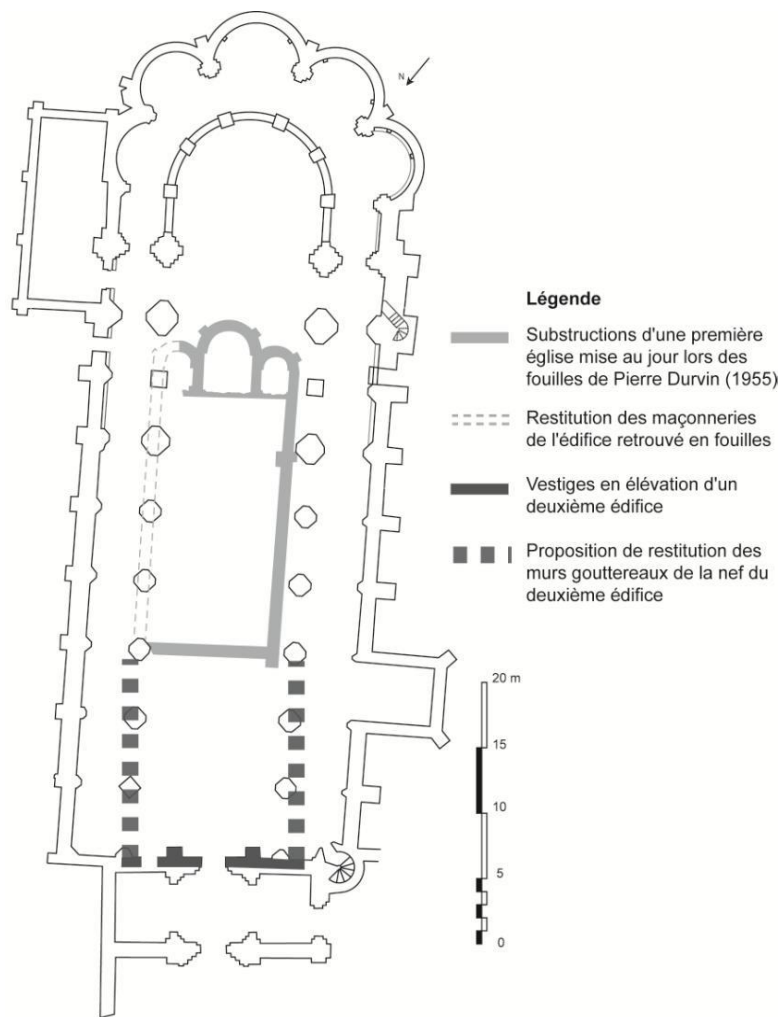 N
Légende
Substructions d'une première
église mise au jour lors des
fouilles de Pierre Durvin (1955)
Restitution des maçonneries
de l'édifice retrouvé en fouilles
Vestiges en élévation d'un
deuxième édifice
Proposition de restitution des
murs gouttereaux de la nef du
deuxième édifice
20 m
15
10
5
0